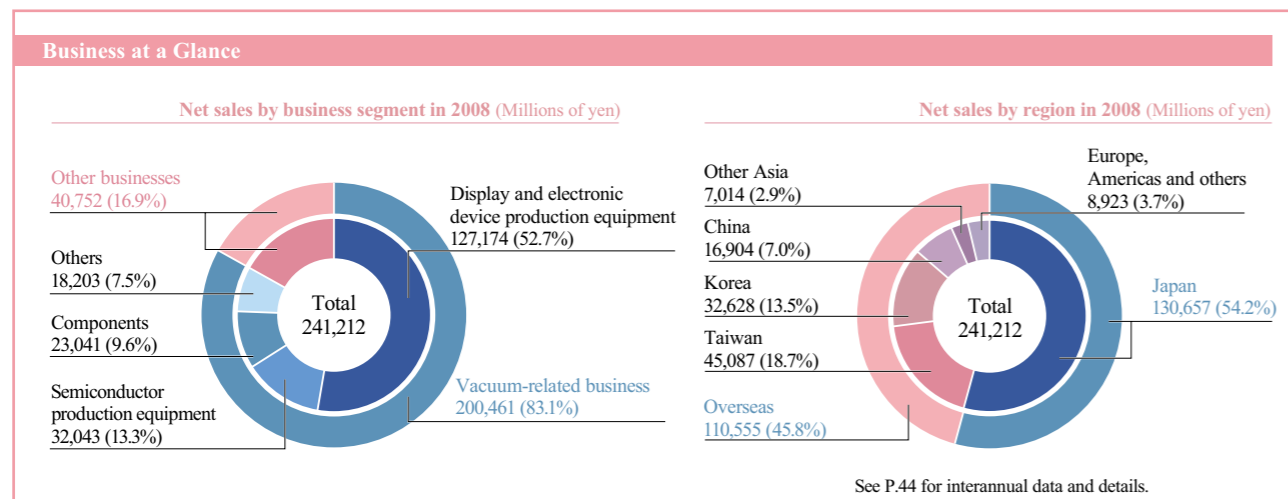 Business at a Glance
Net sales by business segment in 2008 (Millions of yen)
Other businesses
40,752 (16.9%)
Others
18,203 (7.5%)
Components
23,041 (9.6%)
Semiconductor
production equipment
32,043 (13.3%)
Total
241,212
Display and electronic
device production equipment
127,174 (52.7%)
Vacuum-related business
200,461 (83.1%)
Net sales by region in 2008 (Millions of yen)
Other Asia
7,014 (2.9%)
China
16,904 (7.0%)
Korea
32,628 (13.5%)
Taiwan
45,087 (18.7%)
Overseas
110,555 (45.8%)
Total
241,212
Europe,
Americas and others
8,923 (3.7%)
Japan
130,657 (54.2%)
See P.44 for interannual data and details.